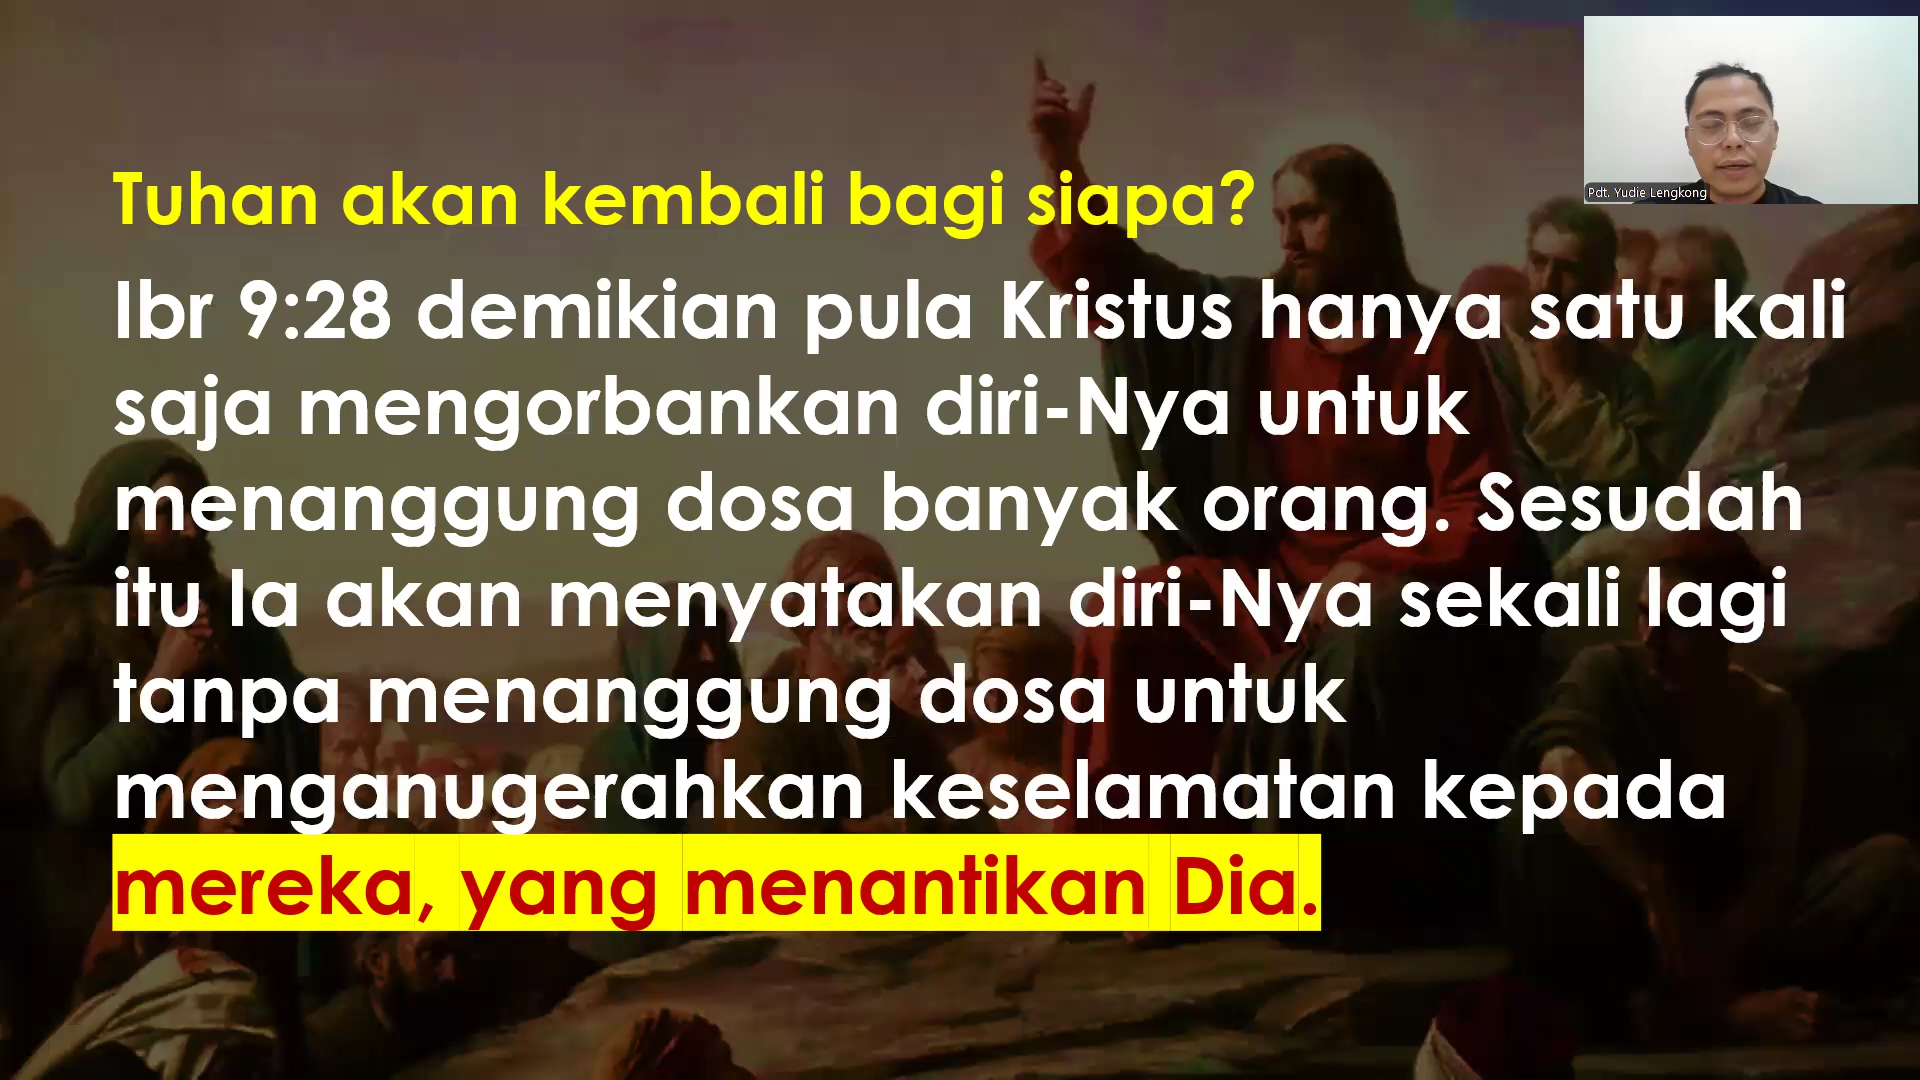 Tuhan akan kembali bagi siapa?
Ibr 9:28 demikian pula Kristus hanya satu kali
saja mengorbankan diri-Nya untuk
menanggung dosa banyak orang. Sesudah
itu Ia akan menyatakan diri-Nya sekali lagi
tanpa menanggung dosa untuk
menganugerahkan keselamatan kepada
mereka, yang menantikan Dia.
Pdt. Yudie Lengkong